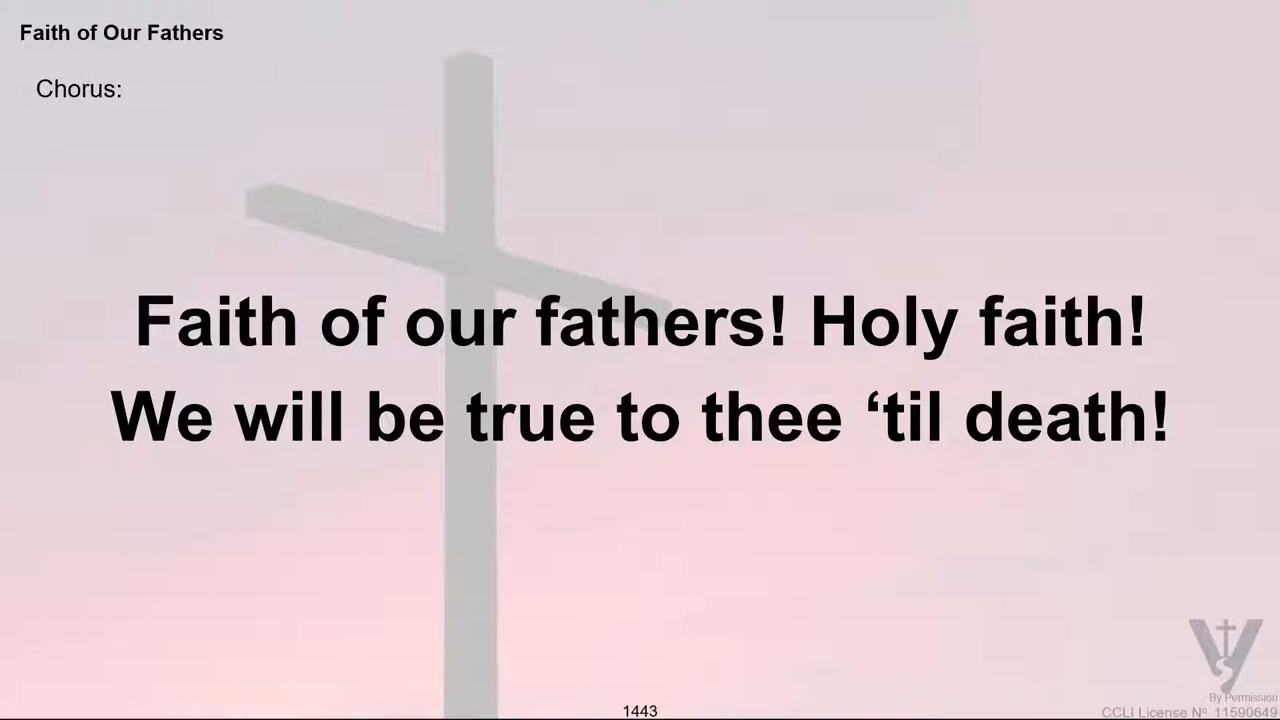 Faith of Our Fathers
Chorus:
Faith of our fathers! Holy faith!
We will be true to thee ‘til death!
By Permission
1443
CCLI License Nº. 11590649